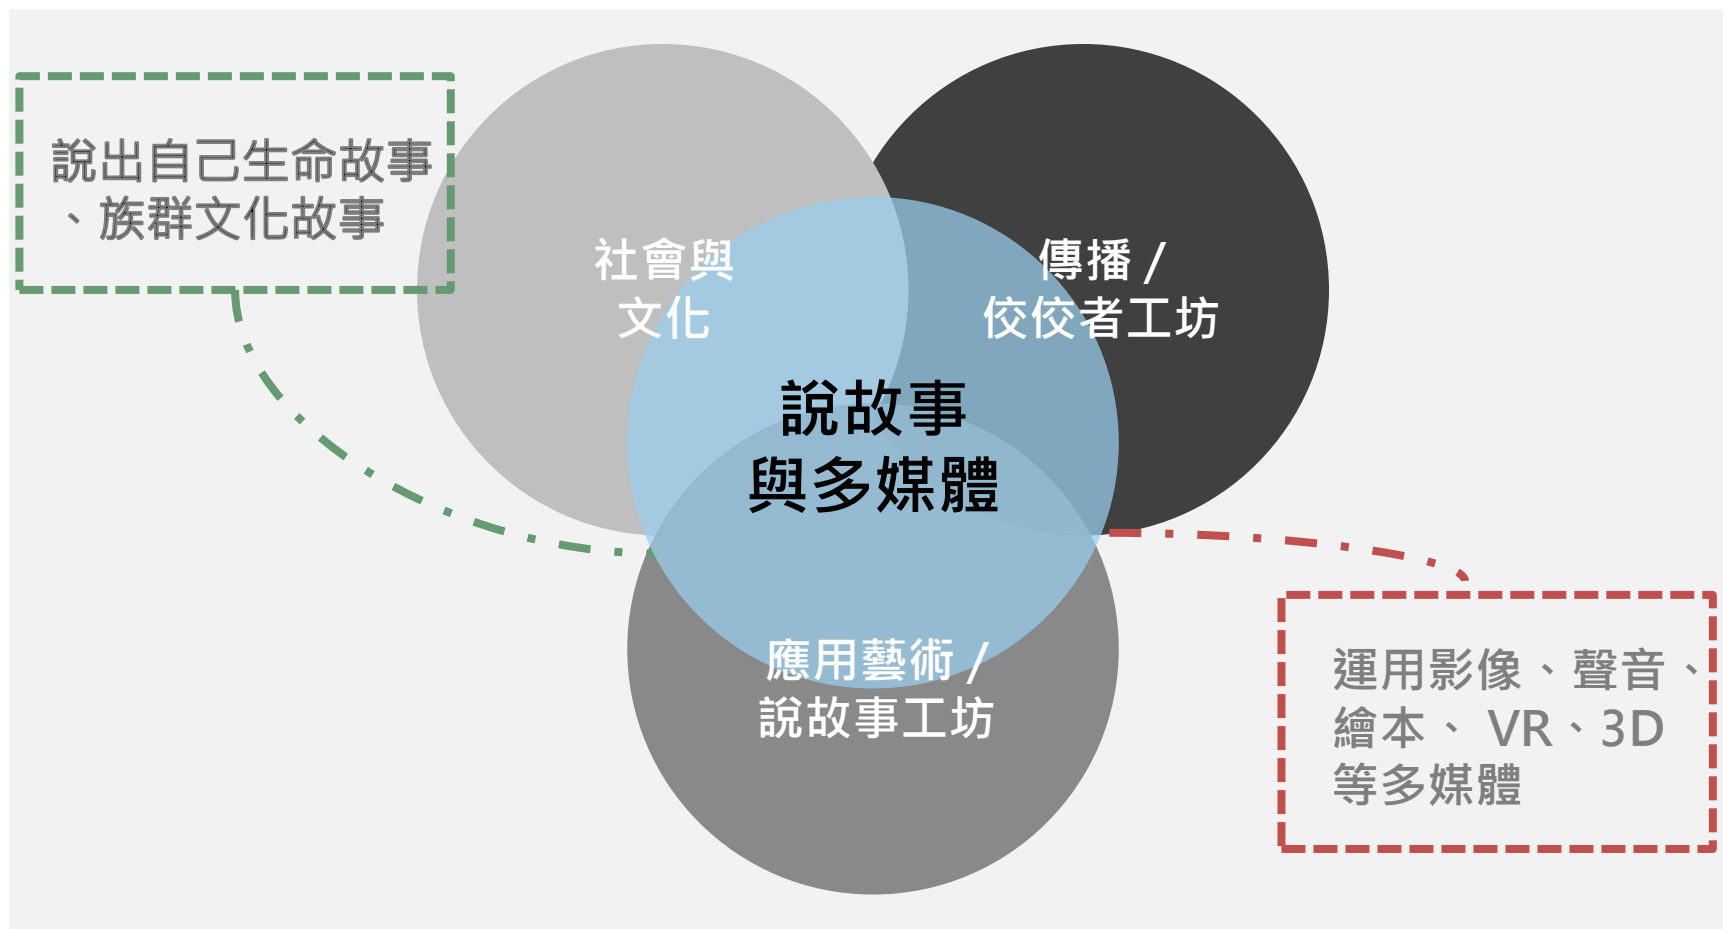 說出自己生命故事
、族群文化故事
社會與
文化
傳播 /
佼佼者工坊
說故事
與多媒體
應用藝術 /
說故事工坊
運用影像、聲音、
繪本、 VR、3D
等多媒體